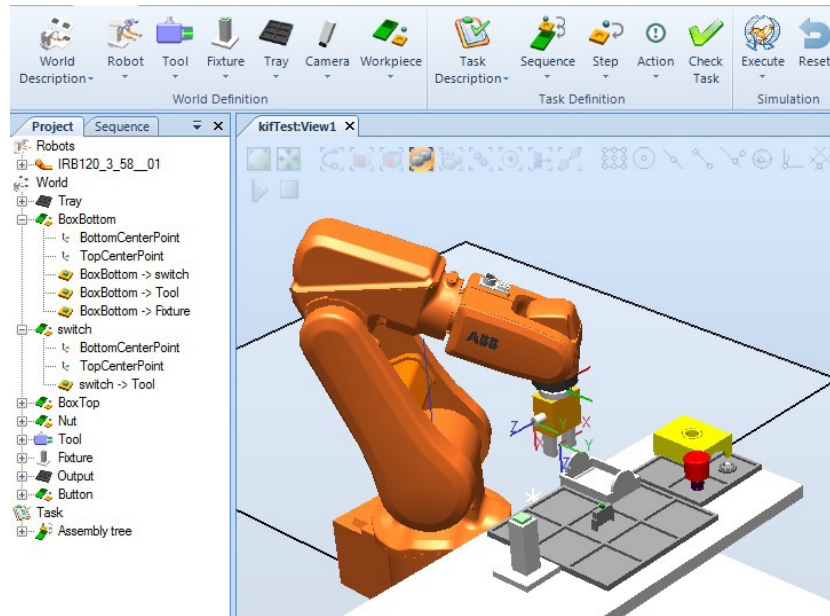 World Description
Robot
Tool
Fixture
Tray
Camera
Workpiece
World Definition
Task Description
Sequence
Step
Action
Check Task
Task Definition
Execute
Reset
Simulation
Project
Sequence
kifTest:View1
Robots
IRB120_3_58__01
World
Tray
BoxBottom
BottomCenterPoint
TopCenterPoint
BoxBottom -> switch
BoxBottom -> Tool
BoxBottom -> Fixture
switch
BottomCenterPoint
TopCenterPoint
switch -> Tool
BoxTop
Nut
Tool
Fixture
Output
Button
Task
Assembly tree
ABB
Z
Y
X
X
Y
Z